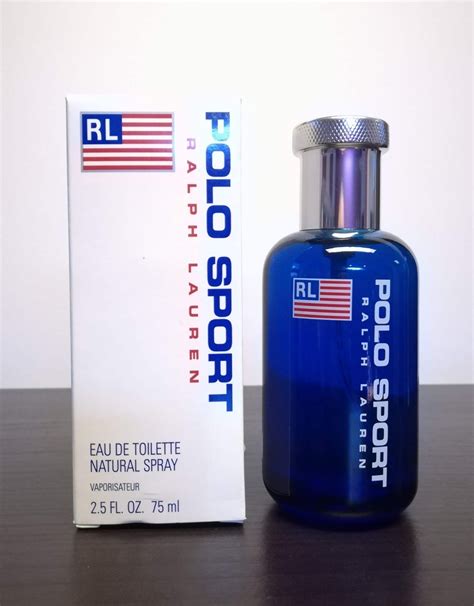 RL
POLO SPORT
RALPH LAUREN
EAU DE TOILETTE
NATURAL SPRAY
VAPORISATEUR
2.5 FL. OZ. 75 ml
RL
POLO SPORT
RALPH LAUREN